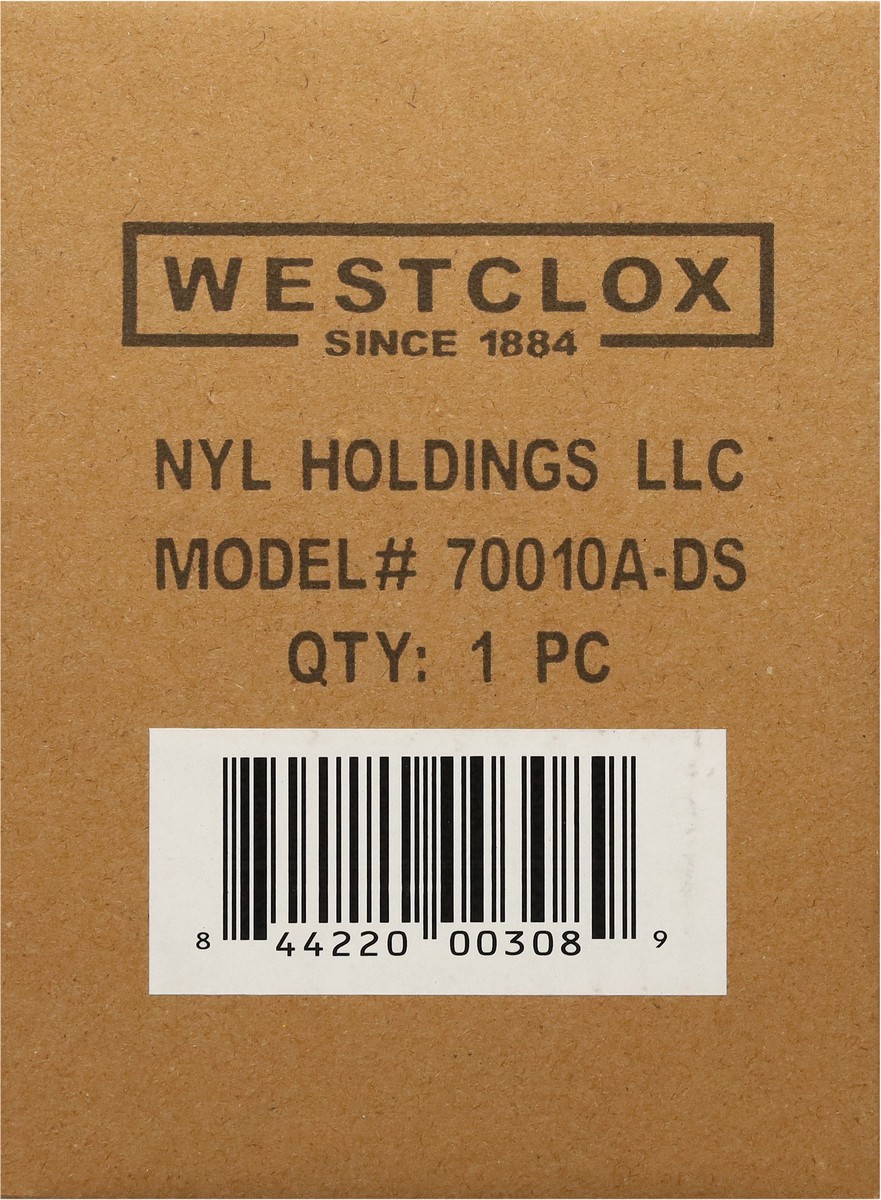 WESTCLOX
SINCE 1884
NYL HOLDINGS LLC
MODEL# 70010A-DS
QTY: 1 PC
8 44220 00308 9